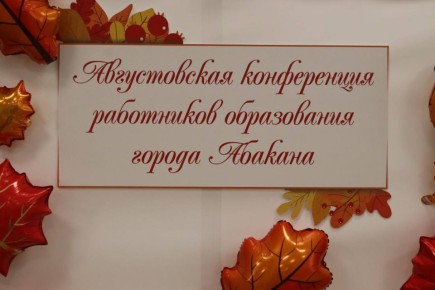 Августовская конференция
работников образования
города Абакана